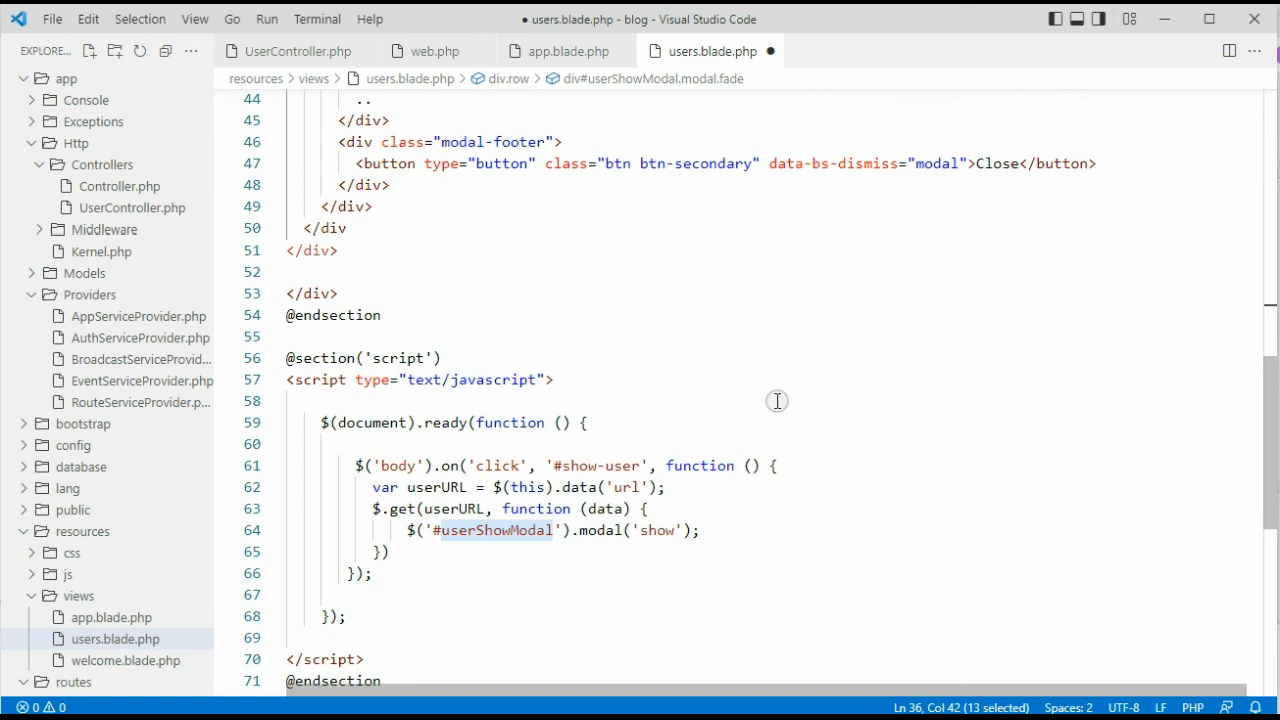 File Edit Selection View Go Run Terminal Help ● users.blade.php - blog - Visual Studio Code
EXPLORE... ... UserController.php web.php app.blade.php users.blade.php ● ...
resources > views > users.blade.php > div.row > div#userShowModal.modal.fade
app
Console
Exceptions
Http
Controllers
Controller.php
UserController.php
Middleware
Kernel.php
Models
Providers
AppServiceProvider.php
AuthServiceProvider.php
BroadcastServiceProvid...
EventServiceProvider.php
RouteServiceProvider.p...
bootstrap
config
database
lang
public
resources
css
js
views
app.blade.php
users.blade.php
welcome.blade.php
routes
44 ..
45 </div>
46 <div class="modal-footer">
47 <button type="button" class="btn btn-secondary" data-bs-dismiss="modal">Close</button>
48 </div>
49 </div>
50 </div
51 </div>
52
53 </div>
54 @endsection
55
56 @section('script')
57 <script type="text/javascript">
58
59 $(document).ready(function () {
60
61 $('body').on('click', '#show-user', function () {
62 var userURL = $(this).data('url');
63 $.get(userURL, function (data) {
64 $('#userShowModal').modal('show');
65 })
66 });
67
68 });
69
70 </script>
71 @endsection
0 0 Ln 36, Col 42 (13 selected) Spaces: 2 UTF-8 LF PHP